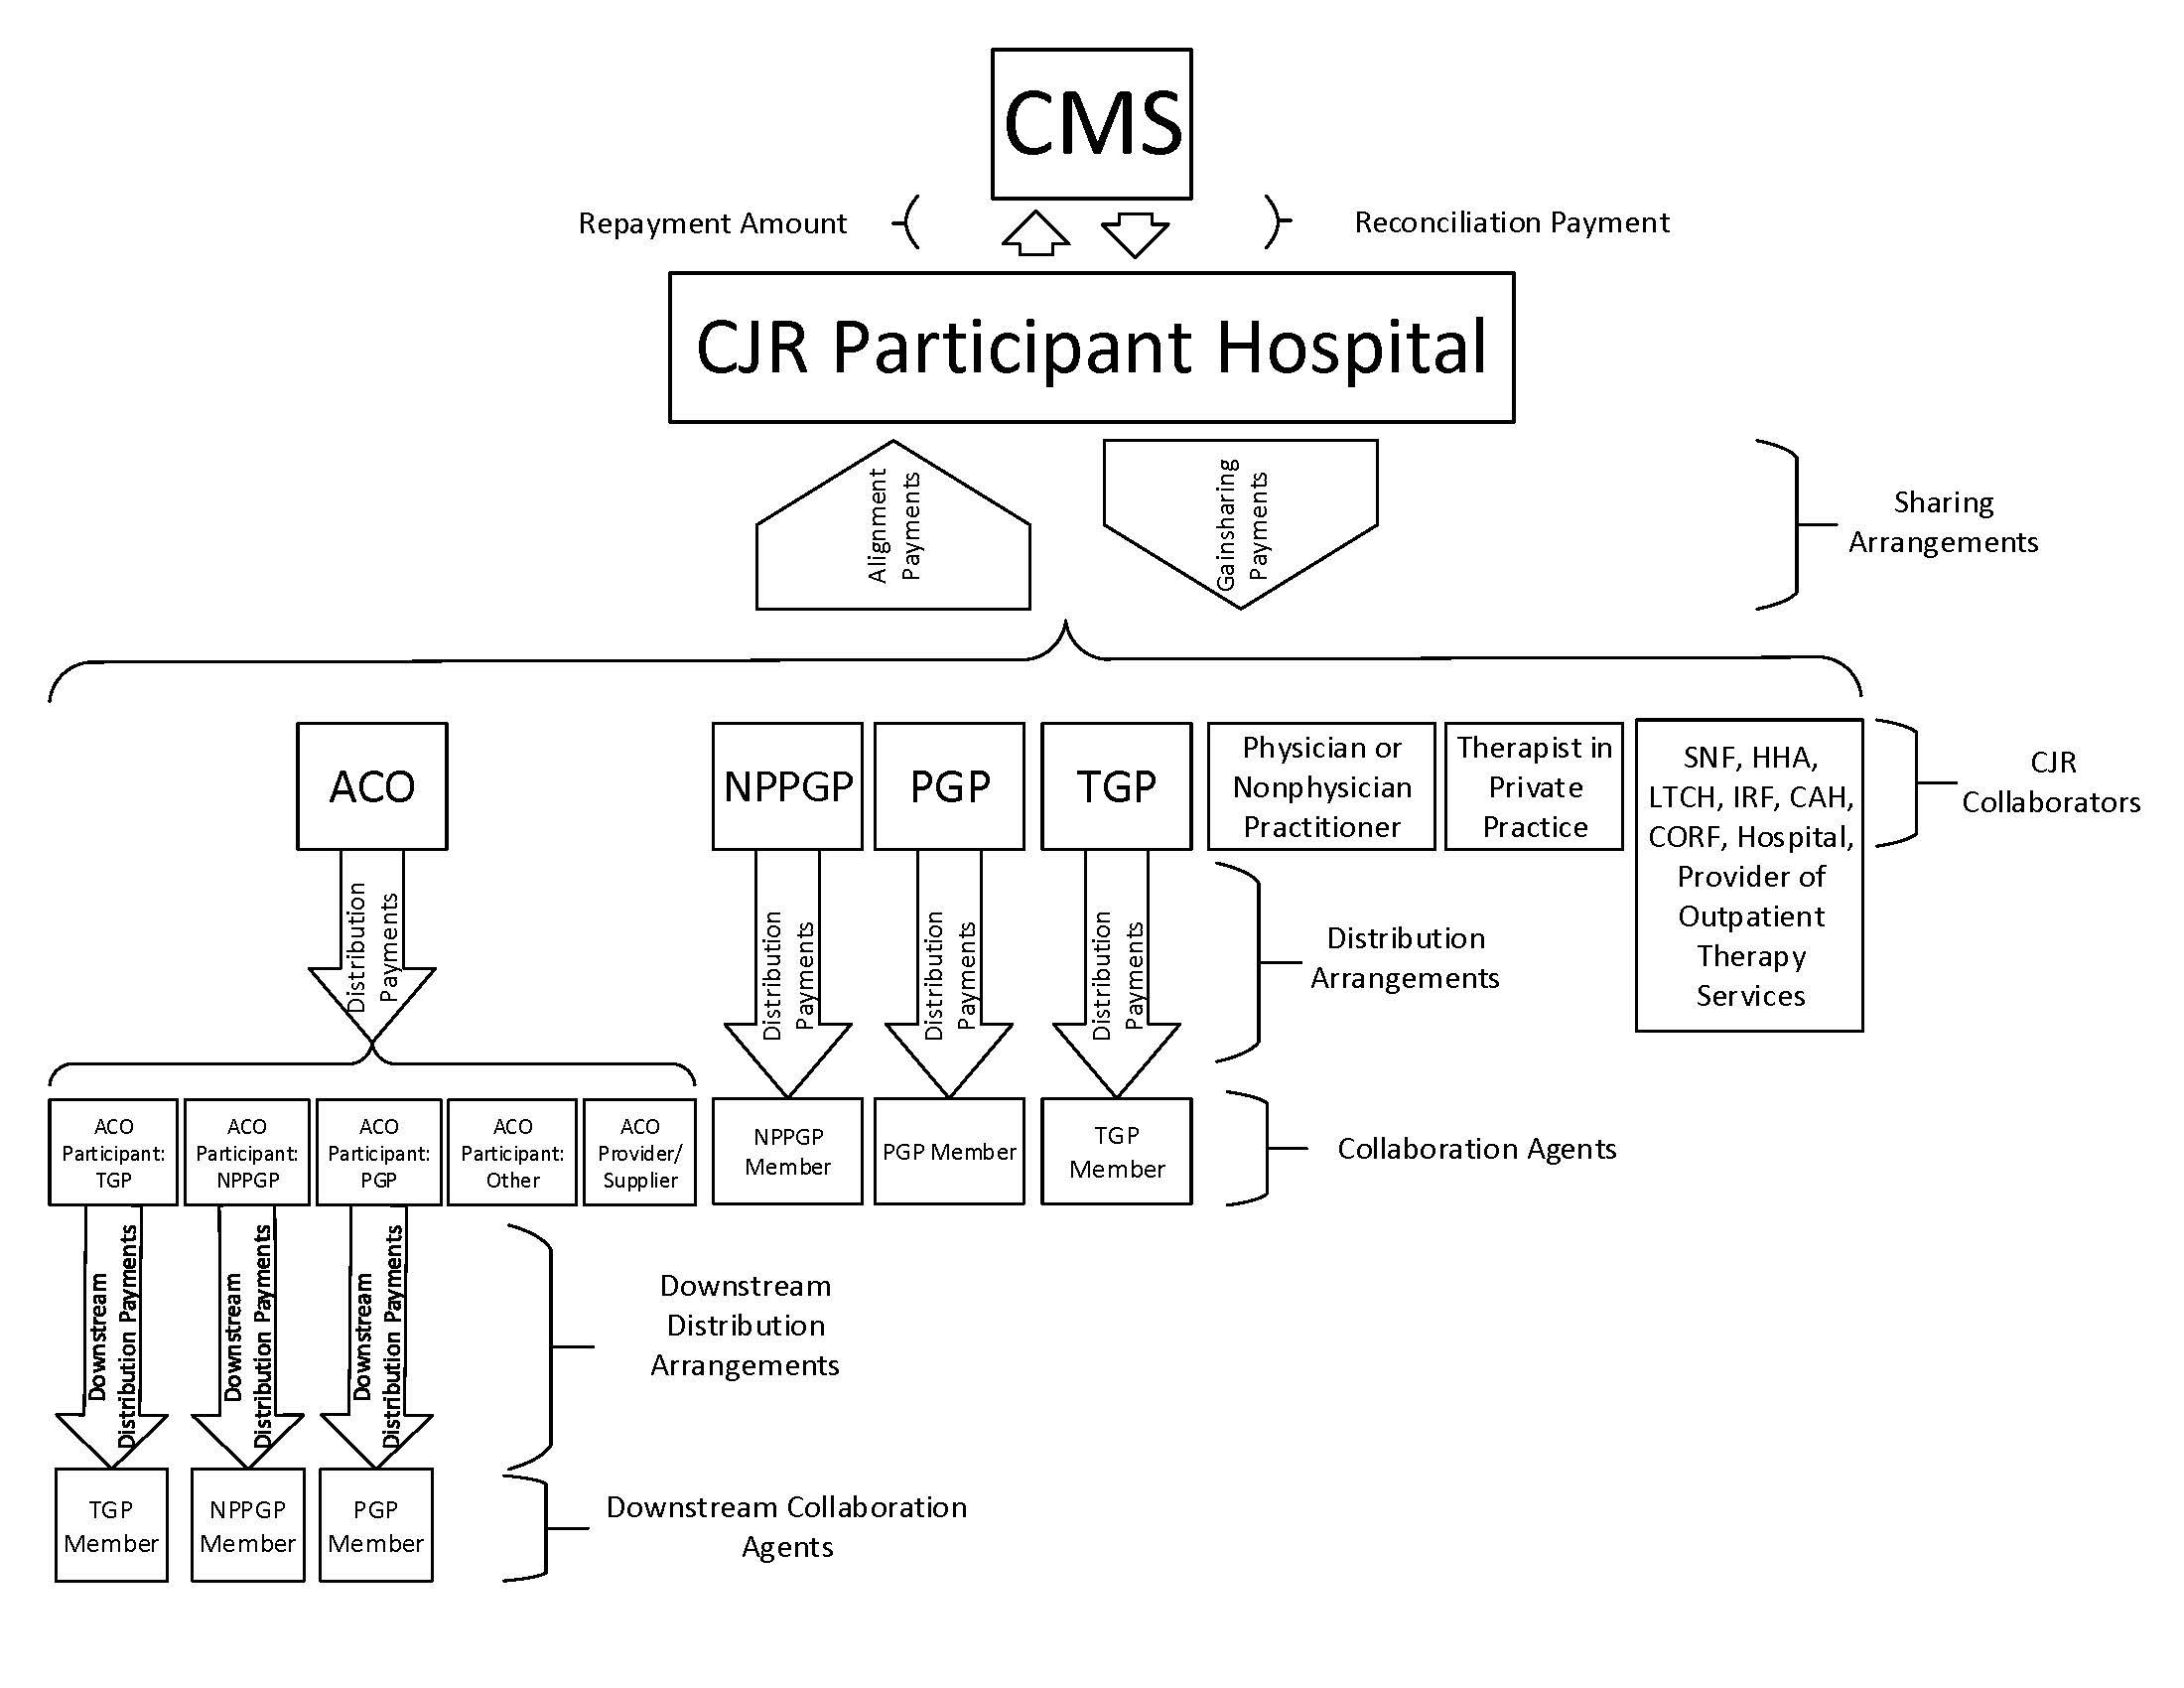 CMS
Repayment Amount
Reconciliation Payment
CJR Participant Hospital
Alignment
Payments
Gainsharing
Payments
Sharing
Arrangements
ACO
NPPGP
PGP
TGP
Physician or
Nonphysician
Practitioner
Therapist in
Private
Practice
SNF, HHA,
LTCH, IRF, CAH,
CORF, Hospital,
Provider of
Outpatient
Therapy
Services
CJR
Collaborators
Distribution
Payments
Distribution
Payments
Distribution
Payments
Distribution
Payments
Distribution
Arrangements
ACO
Participant:
TGP
ACO
Participant:
NPPGP
ACO
Participant:
PGP
ACO
Participant:
Other
ACO
Provider/
Supplier
NPPGP
Member
PGP Member
TGP
Member
Collaboration Agents
Downstream
Distribution Payments
Downstream
Distribution Payments
Downstream
Distribution Payments
Downstream
Distribution
Arrangements
TGP
Member
NPPGP
Member
PGP
Member
Downstream Collaboration
Agents